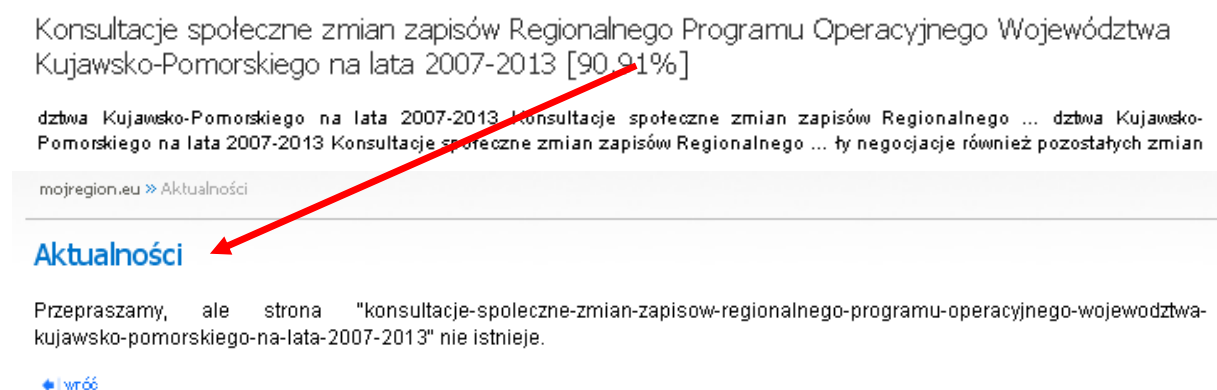 Konsultacje społeczne zmian zapisów Regionalnego Programu Operacyjnego Województwa
Kujawsko-Pomorskiego na lata 2007-2013 [90.91%]
dztwa Kujawsko-Pomorskiego na lata 2007-2013 Konsultacje społeczne zmian zapisów Regionalnego ... dztwa Kujawsko-
Pomorskiego na lata 2007-2013 Konsultacje społeczne zmian zapisów Regionalnego ... ły negocjacje również pozostałych zmian
mojregion.eu » Aktualności
Aktualności
Przepraszamy, ale strona "konsultacje-spoleczne-zmian-zapisow-regionalnego-programu-operacyjnego-wojewodztwa-
kujawsko-pomorskiego-na-lata-2007-2013" nie istnieje.
wróć